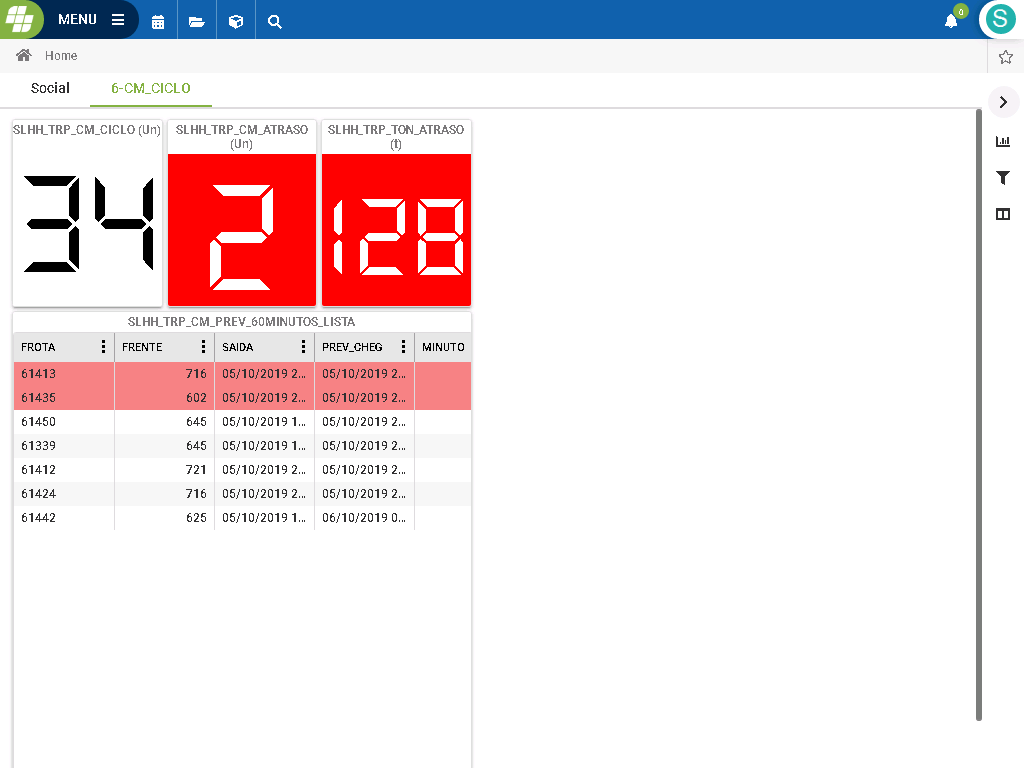 MENU
0
S
Home
Social
6-CM_CICLO
SLHH_TRP_CM_CICLO (Un)
SLHH_TRP_CM_ATRASO
(Un)
SLHH_TRP_TON_ATRASO
(t)
34
2
128
SLHH_TRP_CM_PREV_60MINUTOS_LISTA
FROTA FRENTE SAIDA PREV_CHEG MINUTO
61413 716 05/10/2019 2... 05/10/2019 2...
61435 602 05/10/2019 2... 05/10/2019 2...
61450 645 05/10/2019 1... 05/10/2019 2...
61339 645 05/10/2019 1... 05/10/2019 2...
61412 721 05/10/2019 2... 05/10/2019 2...
61424 716 05/10/2019 2... 05/10/2019 2...
61442 625 05/10/2019 1... 06/10/2019 0...